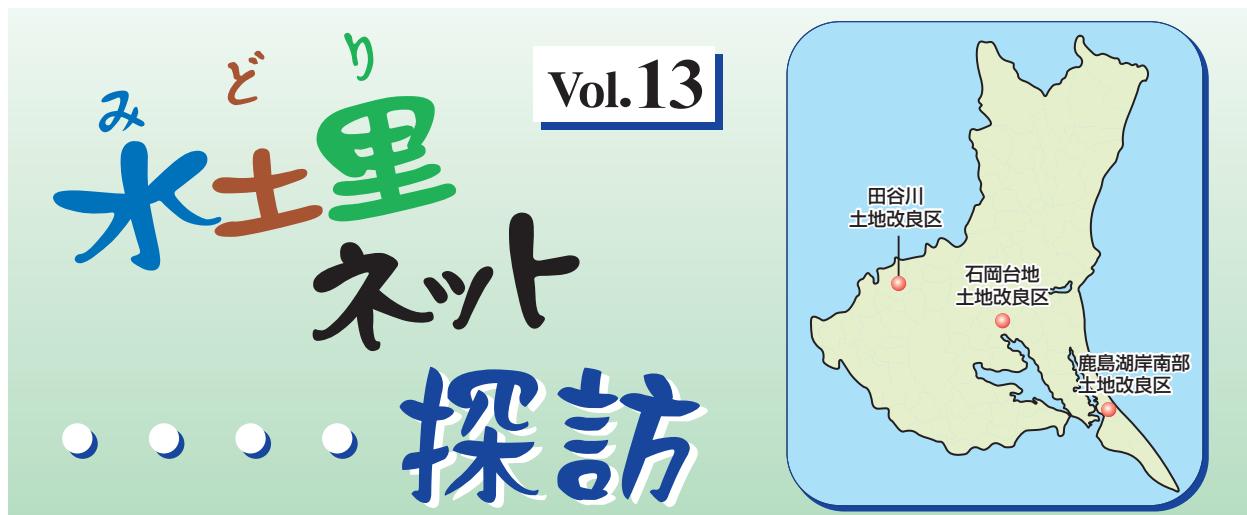 みどり
水土里
ネット
探訪
Vol.13
田谷川
土地改良区
石岡台地
土地改良区
鹿島湖岸南部
土地改良区